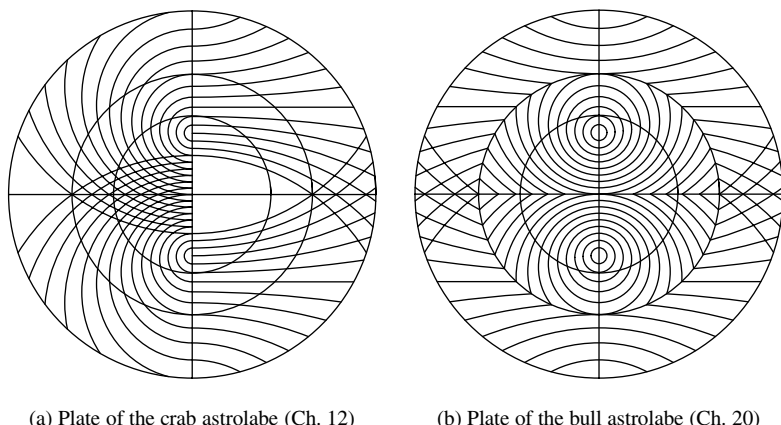 (a) Plate of the crab astrolabe (Ch. 12)
(b) Plate of the bull astrolabe (Ch. 20)